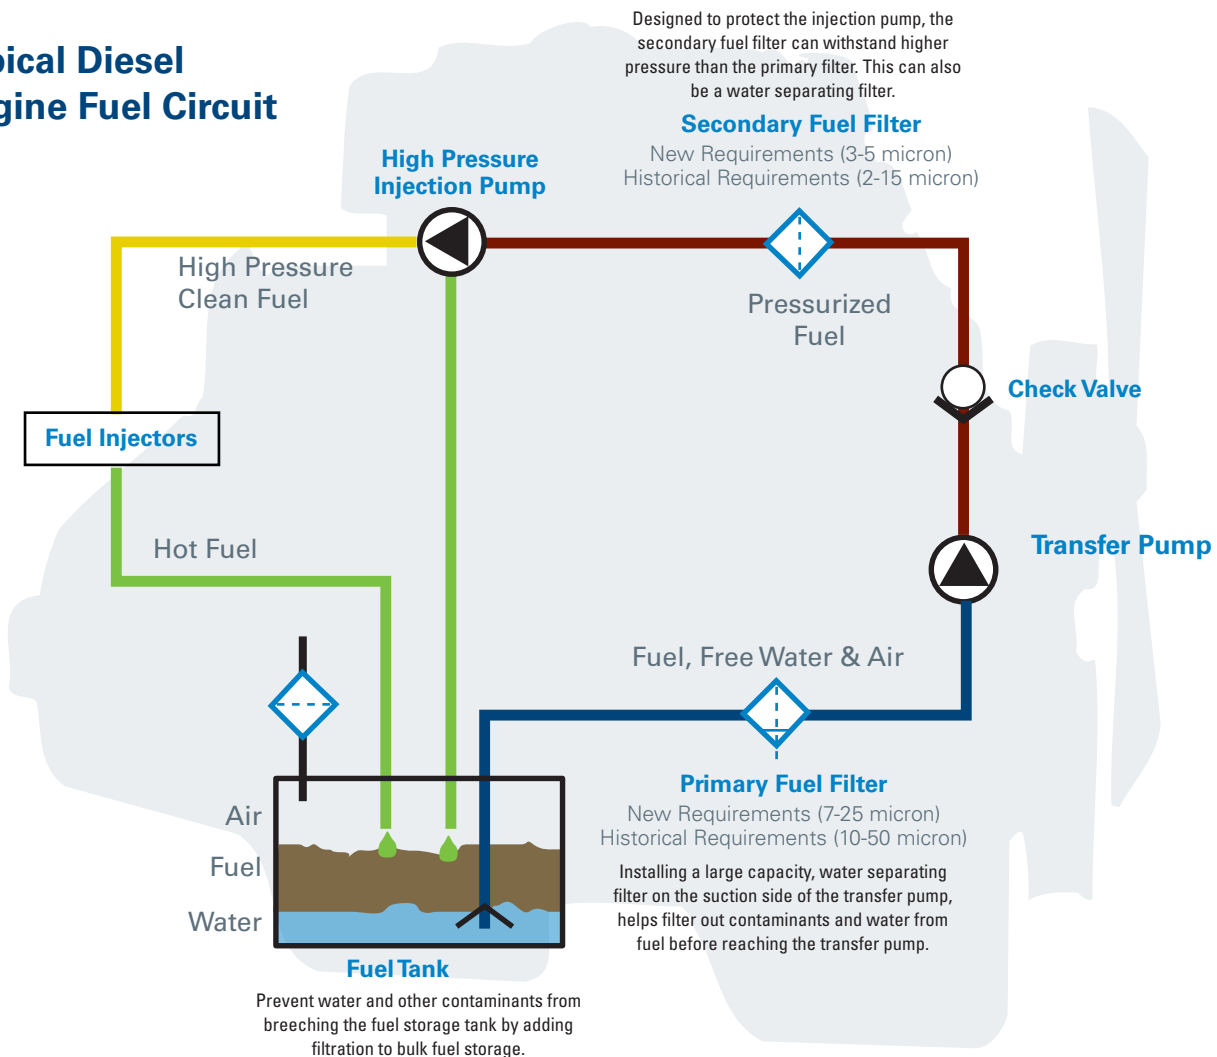 pical Diesel
gine Fuel Circuit
Designed to protect the injection pump, the
secondary fuel filter can withstand higher
pressure than the primary filter. This can also
be a water separating filter.
Secondary Fuel Filter
New Requirements (3-5 micron)
Historical Requirements (2-15 micron)
High Pressure
Injection Pump
High Pressure
Clean Fuel
Pressurized
Fuel
Check Valve
Fuel Injectors
Hot Fuel
Transfer Pump
Fuel, Free Water & Air
Primary Fuel Filter
New Requirements (7-25 micron)
Historical Requirements (10-50 micron)
Installing a large capacity, water separating
filter on the suction side of the transfer pump,
helps filter out contaminants and water from
fuel before reaching the transfer pump.
Air
Fuel
Water
Fuel Tank
Prevent water and other contaminants from
breeching the fuel storage tank by adding
filtration to bulk fuel storage.